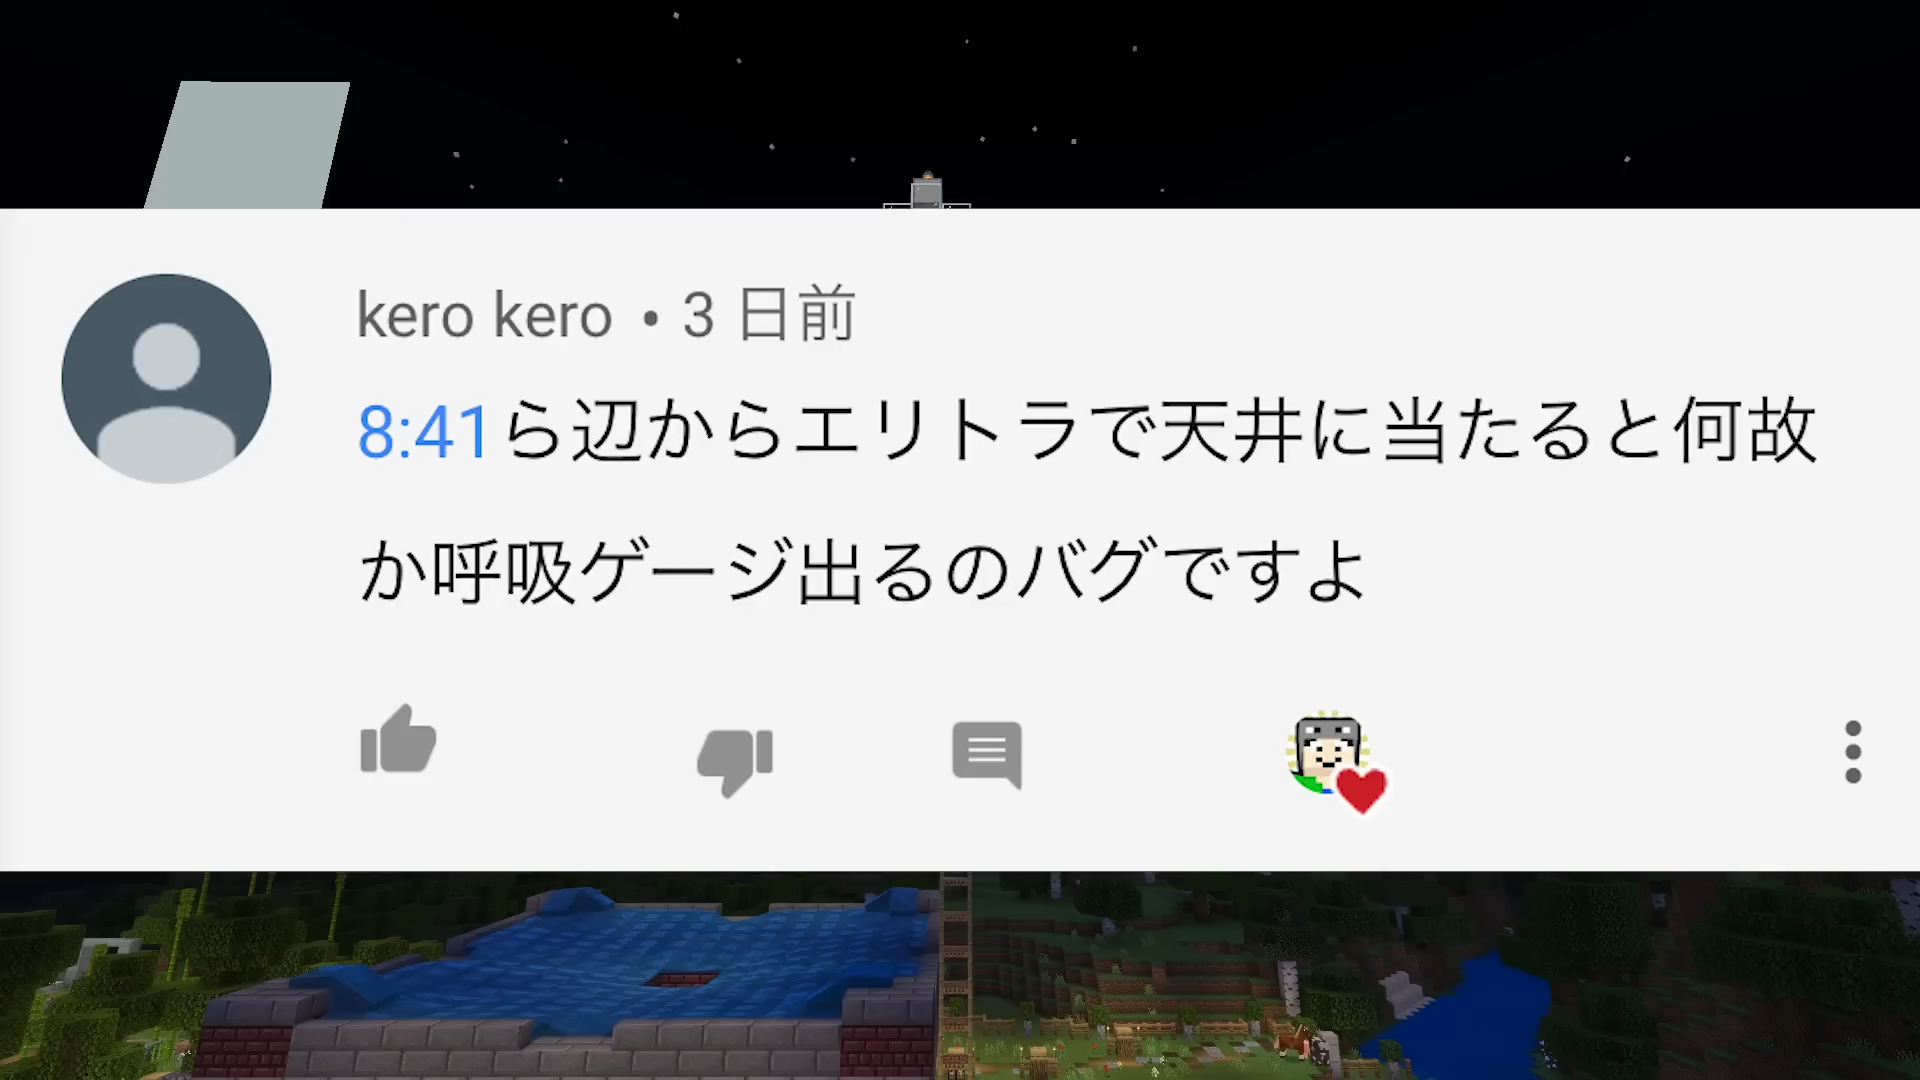 kero kero • 3 日前
8:41ら辺からエリトラで天井に当たると何故
か呼吸ゲージ出るのバグですよ